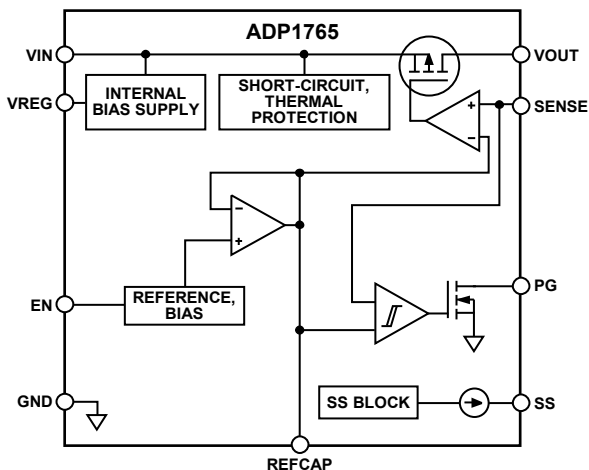 ADP1765
VIN
VOUT
VREG
INTERNAL
BIAS SUPPLY
SHORT-CIRCUIT,
THERMAL
PROTECTION
+
−
SENSE
−
+
EN
REFERENCE,
BIAS
PG
GND
SS BLOCK
SS
REFCAP